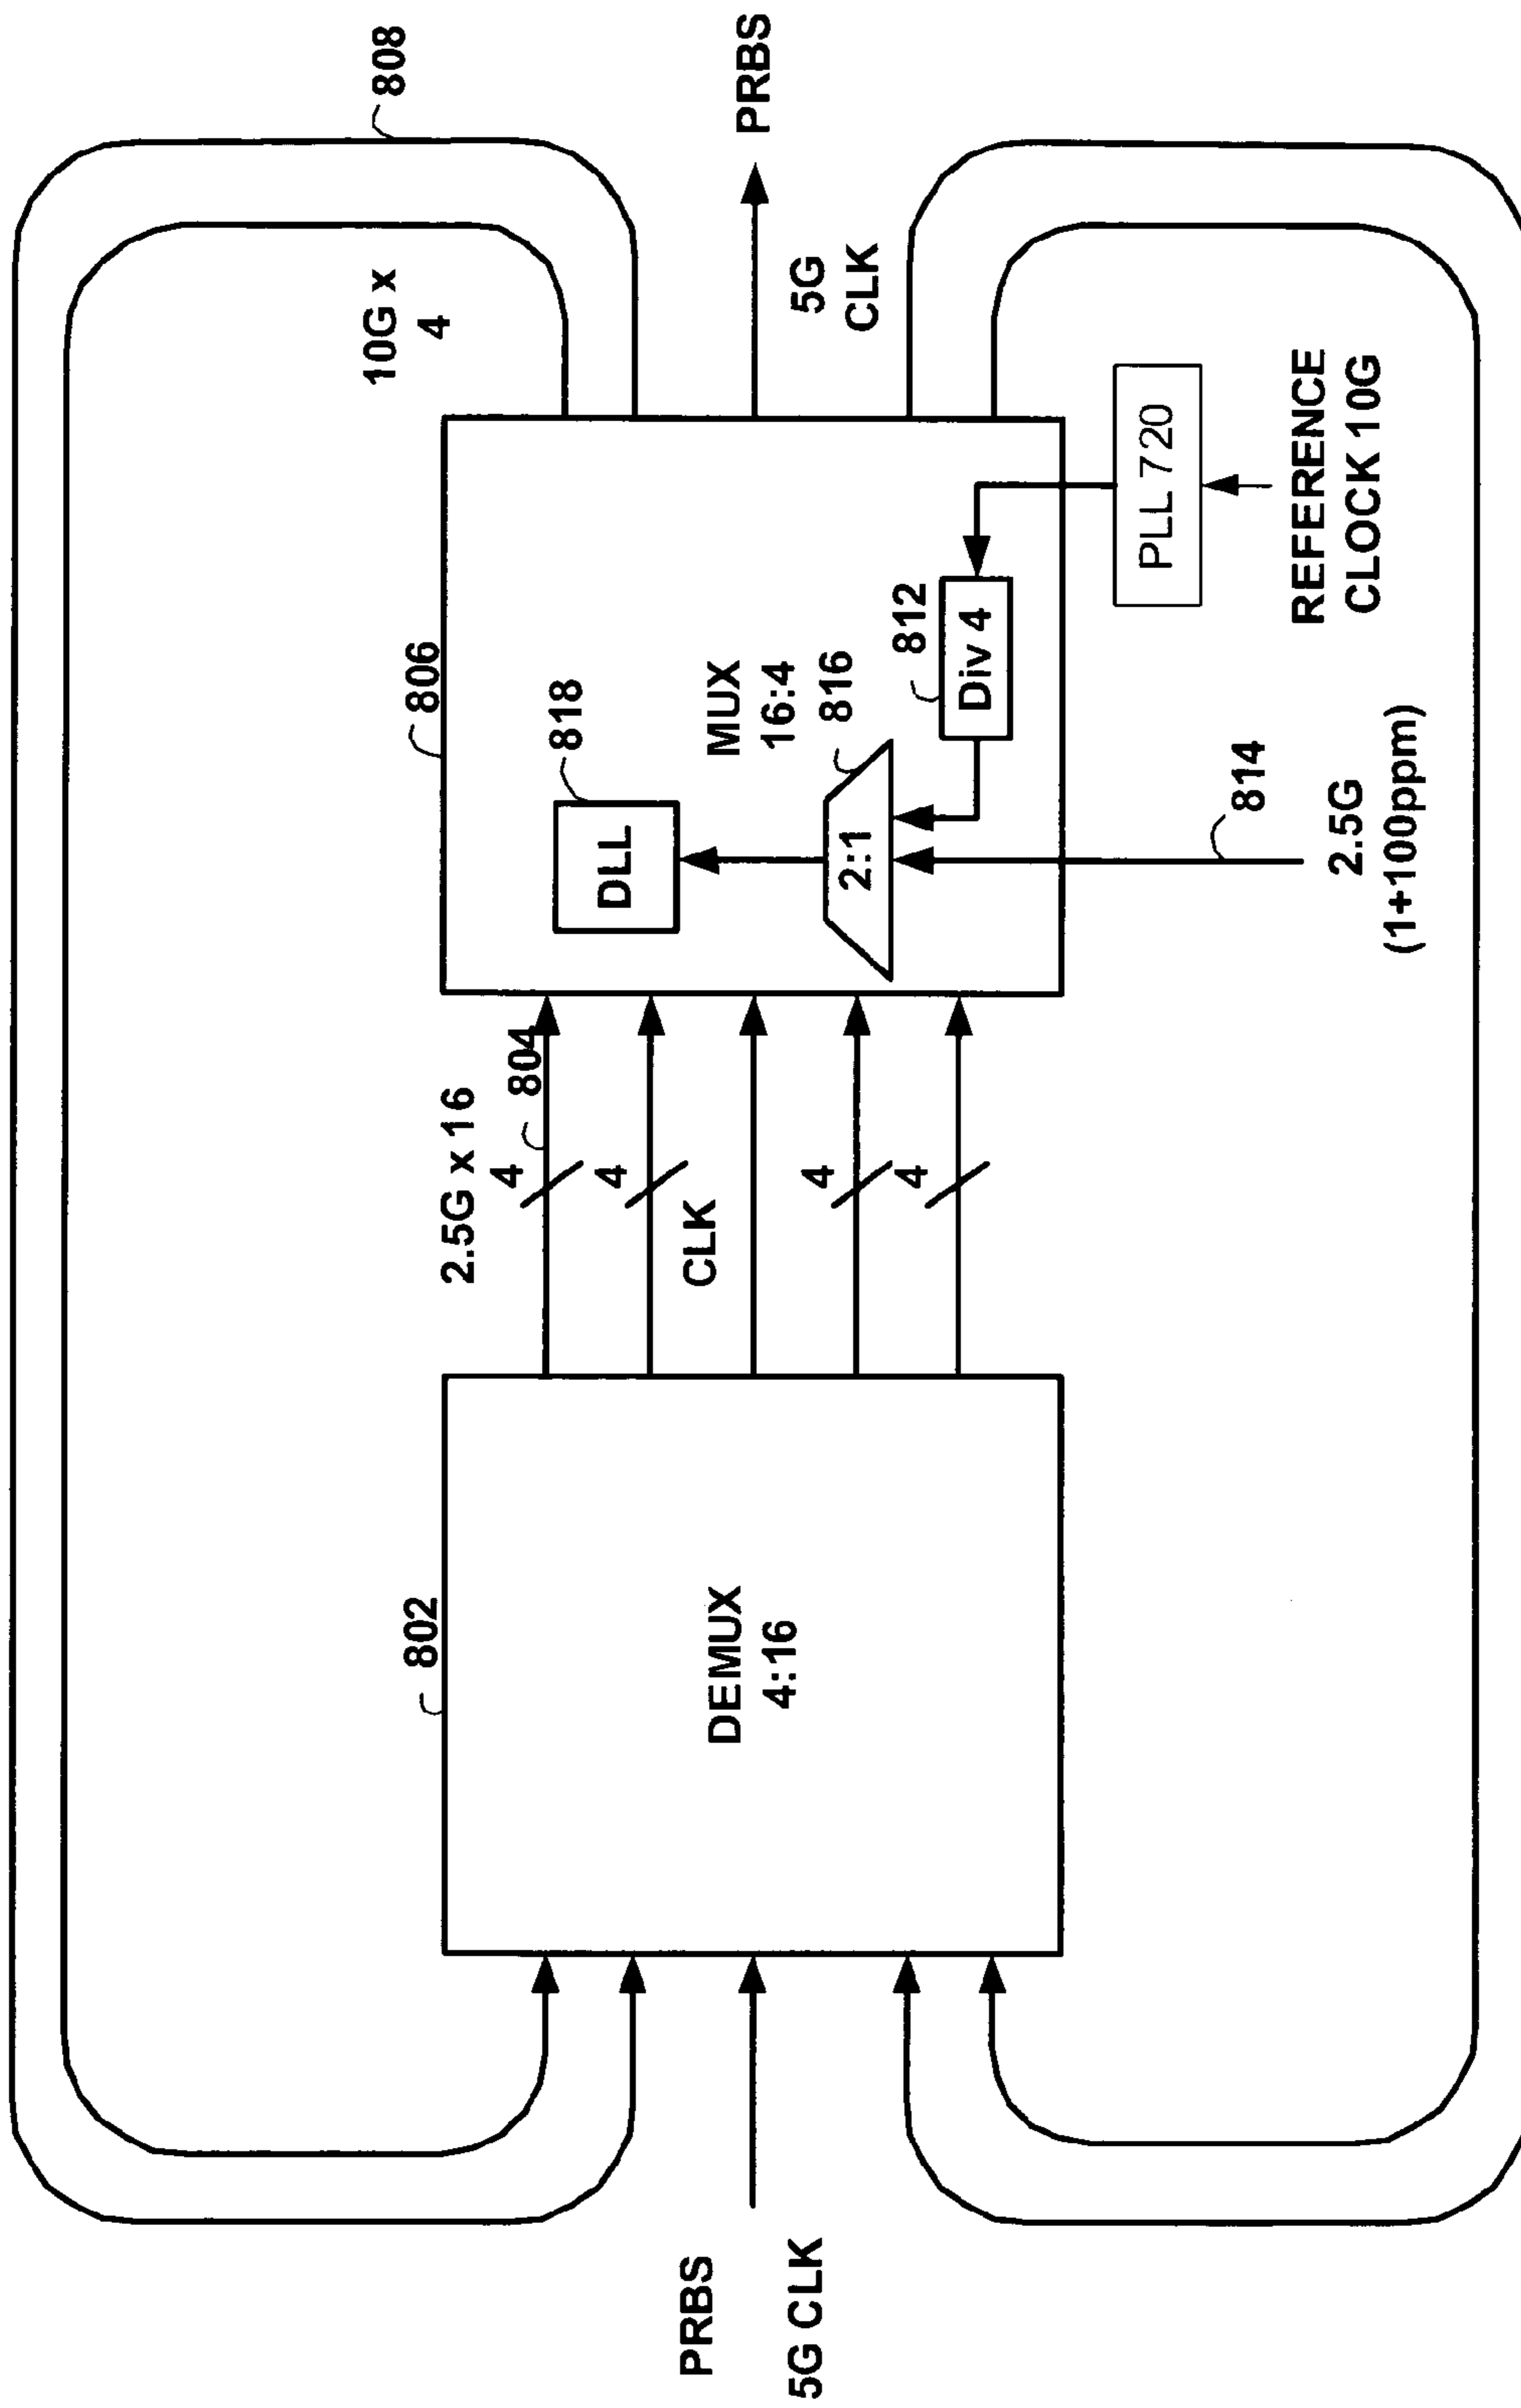 808
10G x
4
PRBS
5G
CLK
806
818
DLL
MUX
16:4
816
2:1
812
Div 4
PLL 720
REFERENCE
CLOCK 10G
814
2.5G
(1+100ppm)
2.5G x 16
804
4
4
CLK
4
4
802
DEMUX
4:16
PRBS
5G CLK